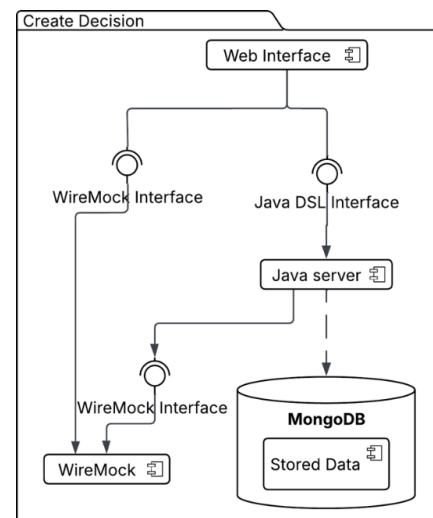 Create Decision
Web Interface
WireMock Interface
Java DSL Interface
Java server
WireMock Interface
MongoDB
Stored Data
WireMock